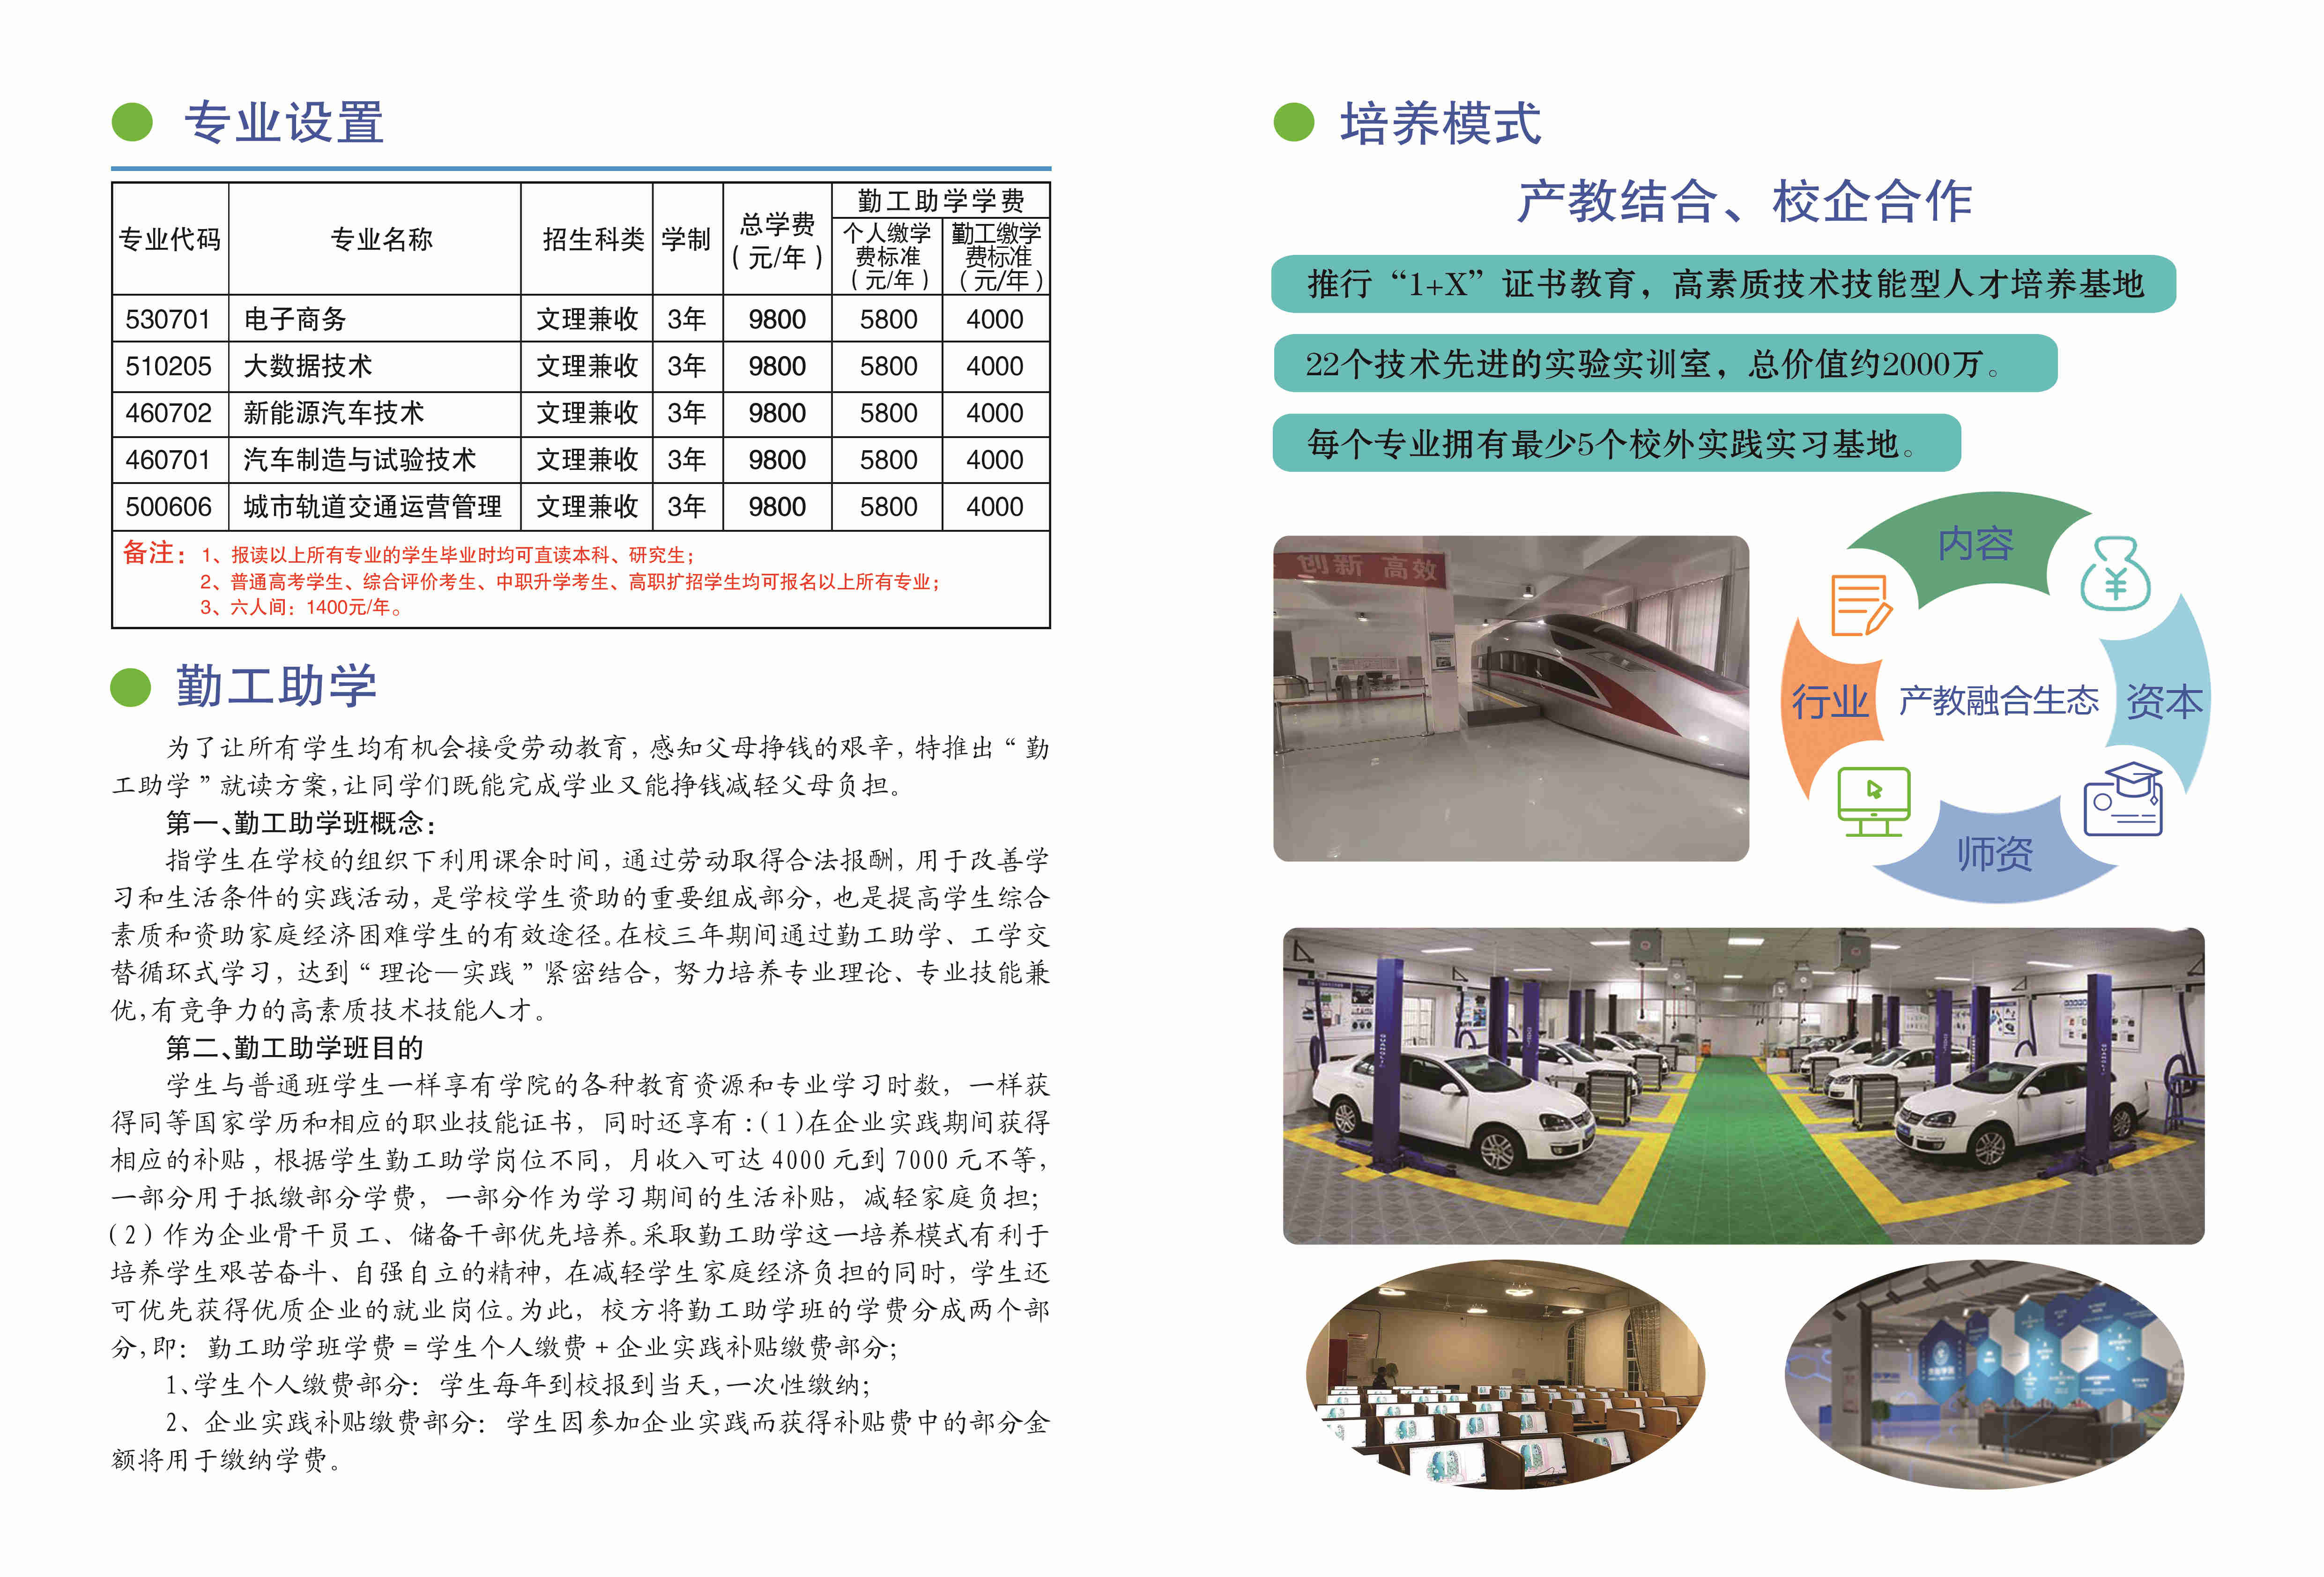 专业设置
专业代码 专业名称 招生科类 学制 总学费（元/年） 勤工助学学费 个人缴学费标准（元/年） 勤工缴学费标准（元/年）
530701 电子商务 文理兼收 3年 9800 5800 4000
510205 大数据技术 文理兼收 3年 9800 5800 4000
460702 新能源汽车技术 文理兼收 3年 9800 5800 4000
460701 汽车制造与试验技术 文理兼收 3年 9800 5800 4000
500606 城市轨道交通运营管理 文理兼收 3年 9800 5800 4000
备注：1、报读以上所有专业的学生毕业时均可直读本科、研究生；
2、普通高考学生、综合评价考生、中职升学考生、高职扩招学生均可报名以上所有专业；
3、六人间：1400元/年。
勤工助学
为了让所有学生均有机会接受劳动教育，感知父母挣钱的艰辛，特推出“勤
工助学”就读方案，让同学们既能完成学业又能挣钱减轻父母负担。
第一、勤工助学班概念：
指学生在学校的组织下利用课余时间，通过劳动取得合法报酬，用于改善学
习和生活条件的实践活动，是学校学生资助的重要组成部分，也是提高学生综合
素质和资助家庭经济困难学生的有效途径。在校三年期间通过勤工助学、工学交
替循环式学习，达到“理论—实践”紧密结合，努力培养专业理论、专业技能兼
优，有竞争力的高素质技术技能人才。
第二、勤工助学班目的
学生与普通班学生一样享有学院的各种教育资源和专业学习时数，一样获
得同等国家学历和相应的职业技能证书，同时还享有：(1)在企业实践期间获得
相应的补贴，根据学生勤工助学岗位不同，月收入可达 4000 元到 7000 元不等，
一部分用于抵缴部分学费，一部分作为学习期间的生活补贴，减轻家庭负担；
(2)作为企业骨干员工、储备干部优先培养。采取勤工助学这一培养模式有利于
培养学生艰苦奋斗、自强自立的精神，在减轻学生家庭经济负担的同时，学生还
可优先获得优质企业的就业岗位。为此，校方将勤工助学班的学费分成两个部
分，即：勤工助学班学费 = 学生个人缴费 + 企业实践补贴缴费部分；
1、学生个人缴费部分：学生每年到校报到当天，一次性缴纳；
2、企业实践补贴缴费部分：学生因参加企业实践而获得补贴费中的部分金
额将用于缴纳学费。
培养模式
产教结合、校企合作
推行“1+X”证书教育，高素质技术技能型人才培养基地
22个技术先进的实验实训室，总价值约2000万。
每个专业拥有最少5个校外实践实习基地。
创新 高效
内容
行业
产教融合生态
资本
师资